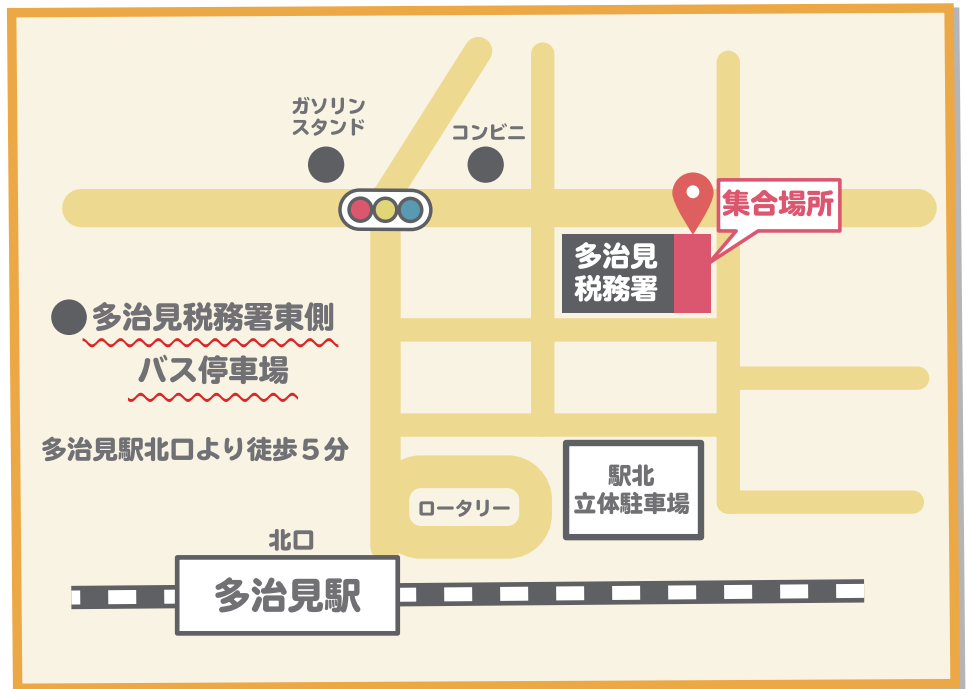 ガソリン
スタンド
コンビニ
集合場所
多治見
税務署
多治見税務署東側
バス停車場
多治見駅北口より徒歩5分
駅北
立体駐車場
ロータリー
北口
多治見駅